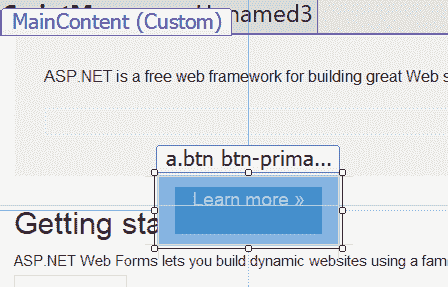 Unnamed3
MainContent (Custom)
ASP.NET is a free web framework for building great Web s
a.btn btn-prima...
Learn more »
Getting sta
ASP.NET Web Forms lets you build dynamic websites using a fam